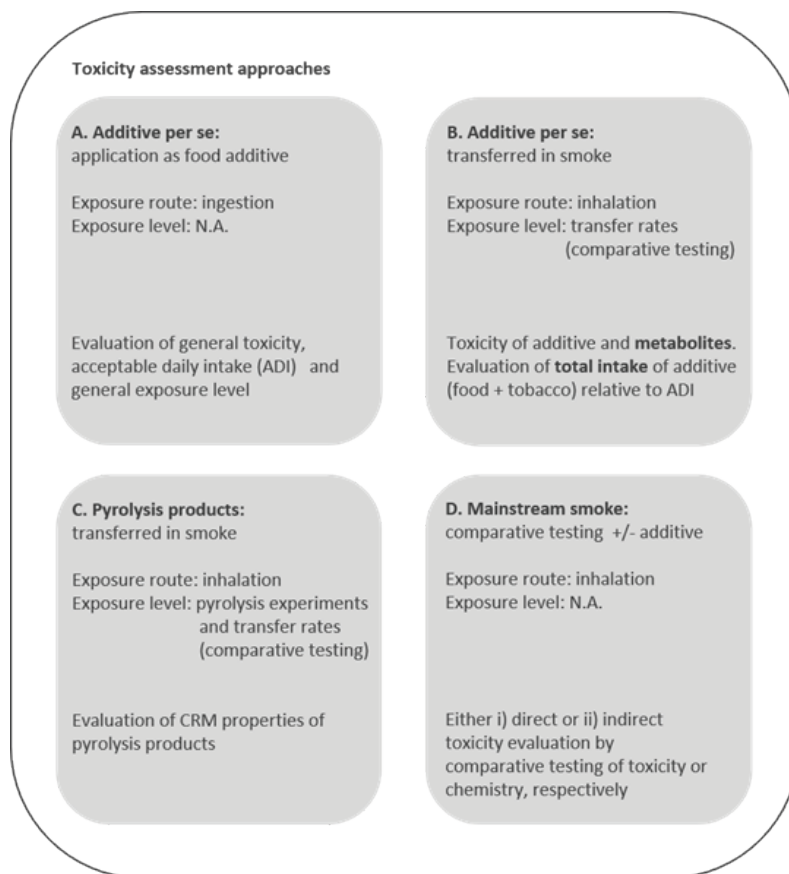 Toxicity assessment approaches
A. Additive per se:
application as food additive
Exposure route: ingestion
Exposure level: N.A.
Evaluation of general toxicity,
acceptable daily intake (ADI) and
general exposure level
B. Additive per se:
transferred in smoke
Exposure route: inhalation
Exposure level: transfer rates
(comparative testing)
Toxicity of additive and metabolites.
Evaluation of total intake of additive
(food + tobacco) relative to ADI
C. Pyrolysis products:
transferred in smoke
Exposure route: inhalation
Exposure level: pyrolysis experiments
and transfer rates
(comparative testing)
Evaluation of CRM properties of
pyrolysis products
D. Mainstream smoke:
comparative testing +/- additive
Exposure route: inhalation
Exposure level: N.A.
Either i) direct or ii) indirect
toxicity evaluation by
comparative testing of toxicity or
chemistry, respectively